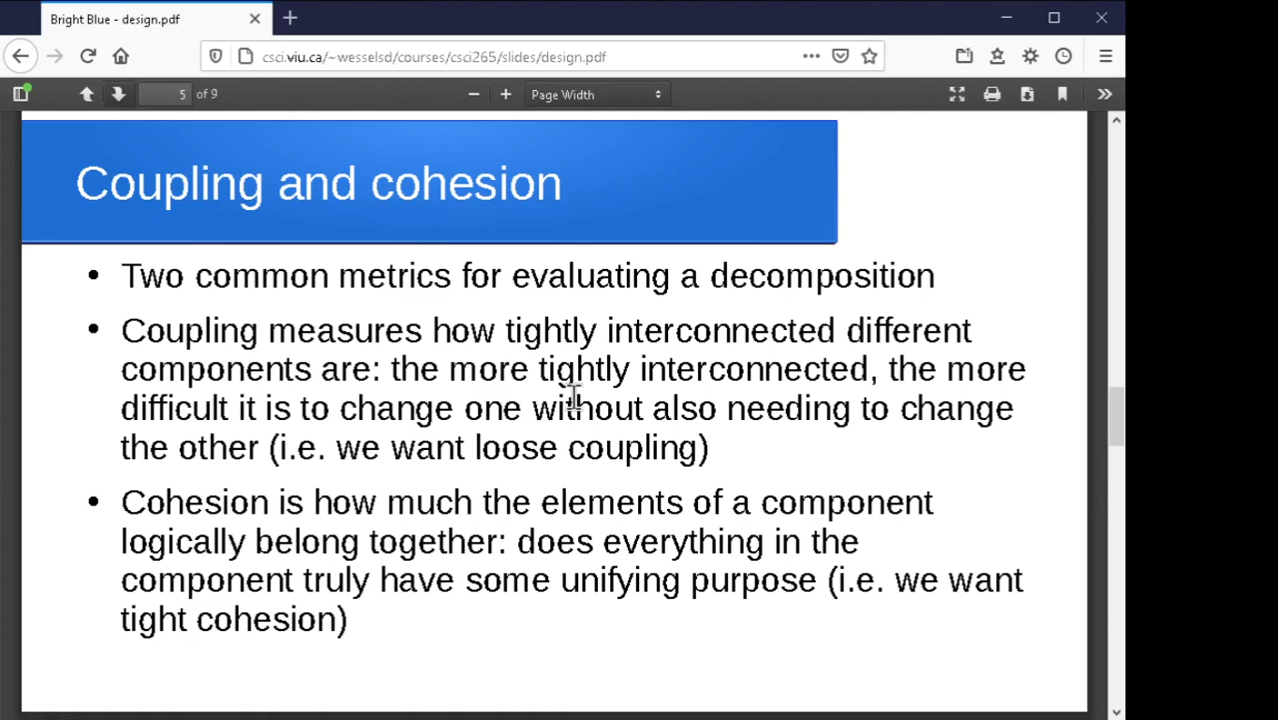 Bright Blue - design.pdf
csci.viu.ca/~wesselsd/courses/csci265/slides/design.pdf
5 of 9
Page Width
Coupling and cohesion
• Two common metrics for evaluating a decomposition
• Coupling measures how tightly interconnected different
components are: the more tightly interconnected, the more
difficult it is to change one without also needing to change
the other (i.e. we want loose coupling)
• Cohesion is how much the elements of a component
logically belong together: does everything in the
component truly have some unifying purpose (i.e. we want
tight cohesion)